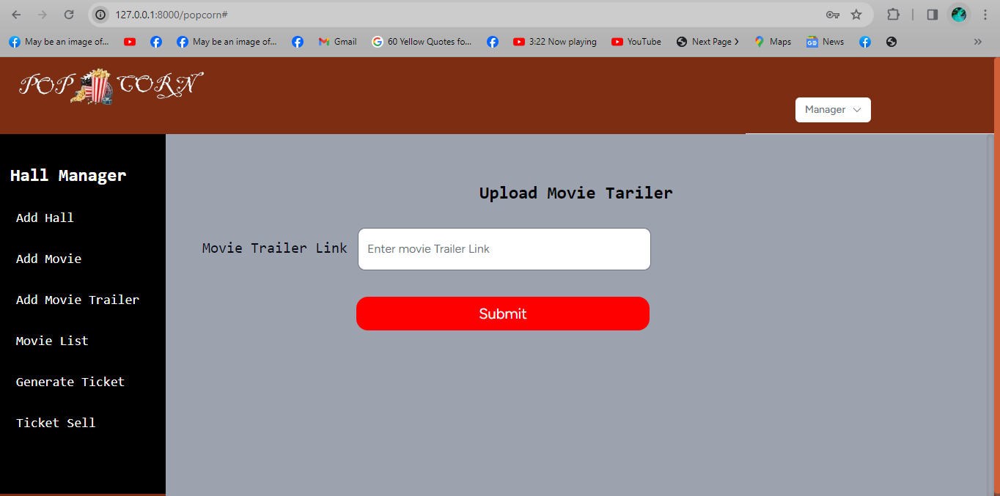 127.0.0.1:8000/popcorn#
May be an image of... May be an image of... Gmail 60 Yellow Quotes fo... 3:22 Now playing YouTube Next Page Maps GE News
POP CORN
Manager
Hall Manager
Add Hall
Add Movie
Add Movie Trailer
Movie List
Generate Ticket
Ticket Sell
Upload Movie Tariler
Movie Trailer Link Enter movie Trailer Link
Submit